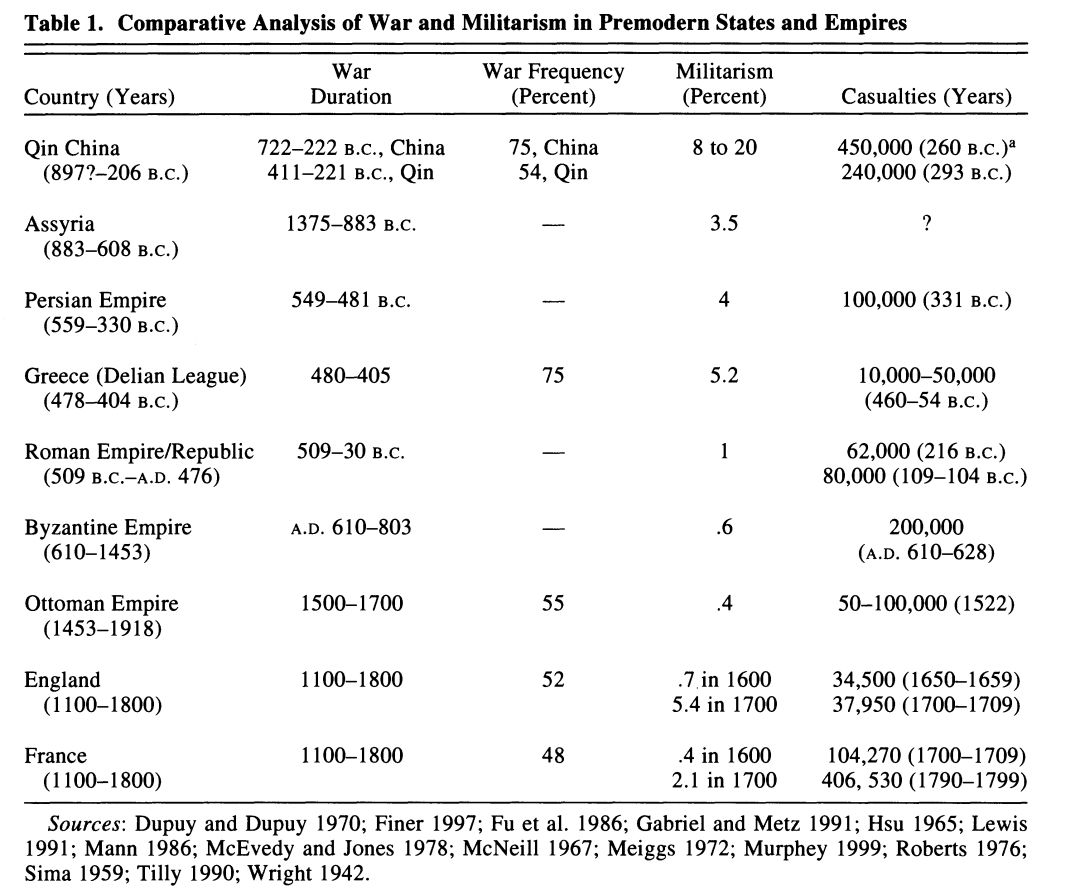 Table 1. Comparative Analysis of War and Militarism in Premodern States and Empires
War War Frequency Militarism
Country (Years) Duration (Percent) (Percent) Casualties (Years)
Qin China 722–222 B.C., China 75, China 8 to 20 450,000 (260 B.C.)a
(897?–206 B.C.) 411–221 B.C., Qin 54, Qin 240,000 (293 B.C.)
Assyria 1375–883 B.C. — 3.5 ?
(883–608 B.C.)
Persian Empire 549–481 B.C. — 4 100,000 (331 B.C.)
(559–330 B.C.)
Greece (Delian League) 480–405 75 5.2 10,000–50,000
(478–404 B.C.) (460–54 B.C.)
Roman Empire/Republic 509–30 B.C. — 1 62,000 (216 B.C.)
(509 B.C.–A.D. 476) 80,000 (109–104 B.C.)
Byzantine Empire A.D. 610–803 — .6 200,000
(610–1453) (A.D. 610–628)
Ottoman Empire 1500–1700 55 .4 50–100,000 (1522)
(1453–1918)
England 1100–1800 52 .7 in 1600 34,500 (1650–1659)
(1100–1800) 5.4 in 1700 37,950 (1700–1709)
France 1100–1800 48 .4 in 1600 104,270 (1700–1709)
(1100–1800) 2.1 in 1700 406, 530 (1790–1799)
Sources: Dupuy and Dupuy 1970; Finer 1997; Fu et al. 1986; Gabriel and Metz 1991; Hsu 1965; Lewis
1991; Mann 1986; McEvedy and Jones 1978; McNeill 1967; Meiggs 1972; Murphey 1999; Roberts 1976;
Sima 1959; Tilly 1990; Wright 1942.